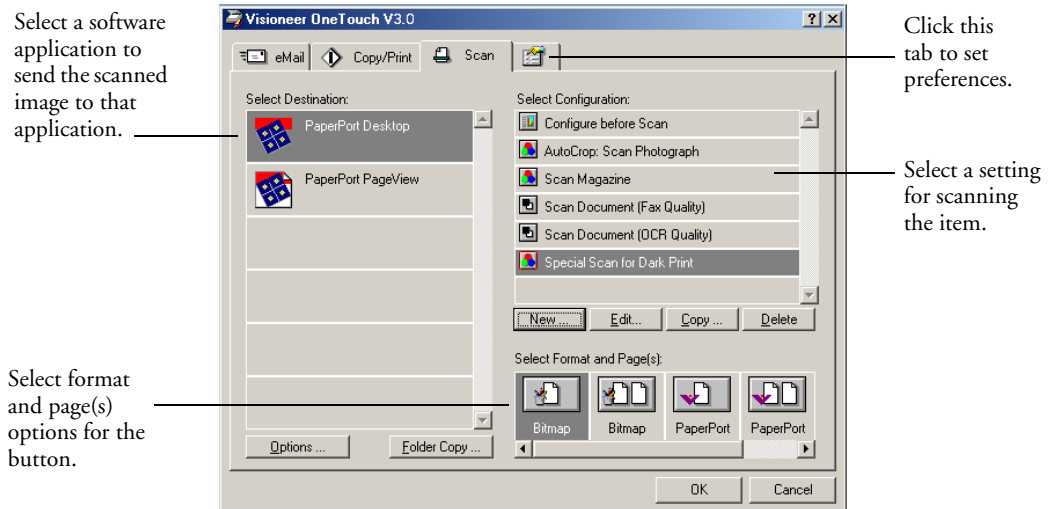 Select a software
application to
send the scanned
image to that
application.
Select format
and page(s)
options for the
button.
Visioneer OneTouch V3.0
eMail
Copy/Print
Scan
Select Destination:
PaperPort Desktop
PaperPort PageView
Options ...
Folder Copy ...
Select Configuration:
Configure before Scan
AutoCrop: Scan Photograph
Scan Magazine
Scan Document (Fax Quality)
Scan Document (OCR Quality)
Special Scan for Dark Print
New ... Edit... Copy ... Delete
Select Format and Page(s):
Bitmap Bitmap PaperPort PaperPort
OK Cancel
Click this
tab to set
preferences.
Select a setting
for scanning
the item.